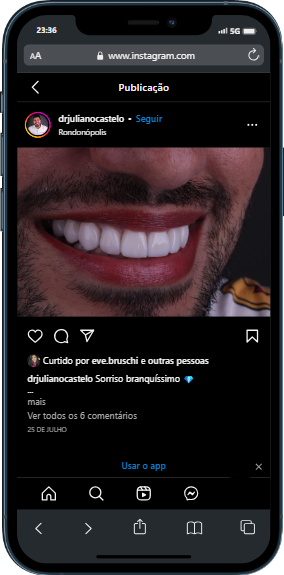 23:36
5G
AA
www.instagram.com
Publicação
drjulianocastelo • Seguir
Rondonópolis
Curtido por eve.bruschi e outras pessoas
drjulianocastelo Sorriso branquíssimo 💎
...
mais
Ver todos os 6 comentários
25 DE JULHO
Usar o app